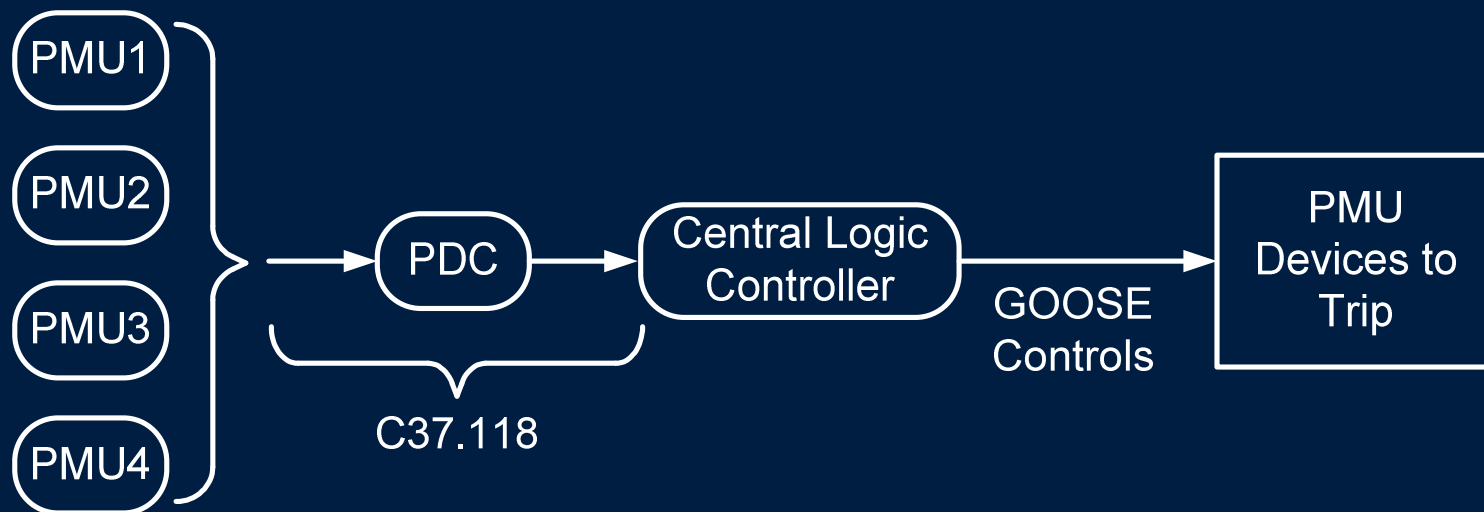 PMU1
PMU2
PMU3
PMU4
PDC
C37.118
Central Logic
Controller
GOOSE
Controls
PMU
Devices to
Trip